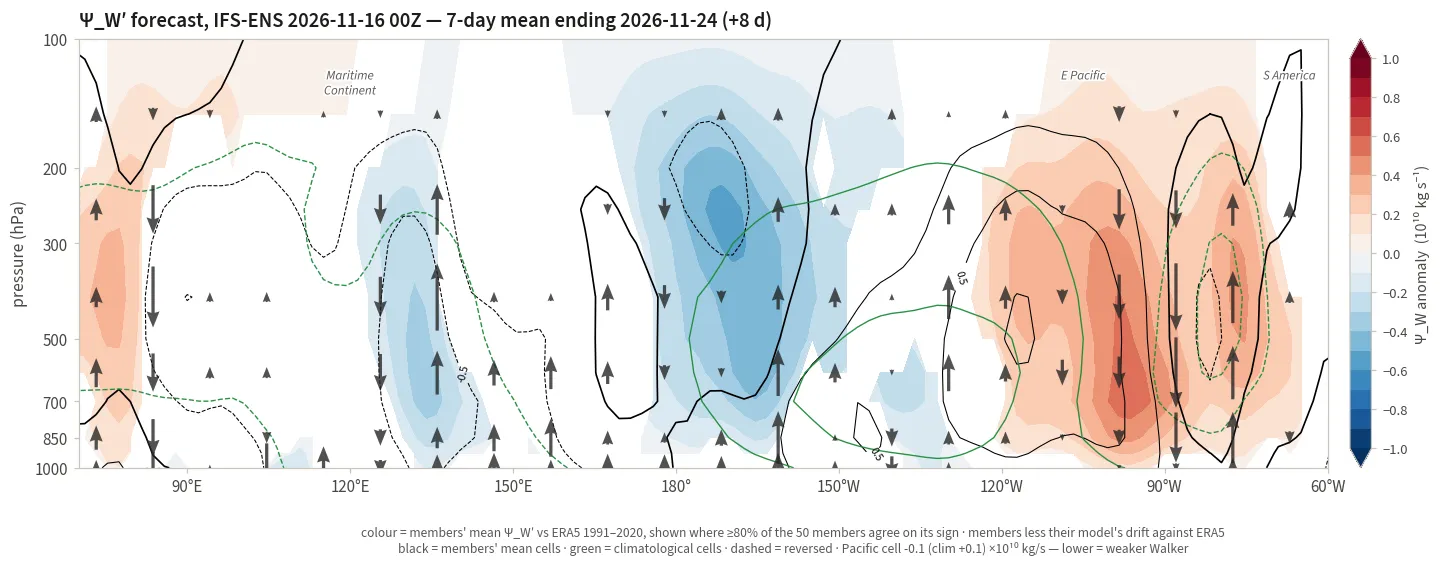 Ψ_W′ forecast, IFS-ENS 2026-11-16 00Z — 7-day mean ending 2026-11-24 (+8 d)
100
200
300
400
500
700
850
1000
pressure (hPa)
Maritime
Continent
E Pacific
S America
0.5
-0.5
0.5
90°E
120°E
150°E
180°
150°W
120°W
90°W
60°W
1.0
0.8
0.6
0.4
0.2
0.0
−0.2
−0.4
−0.6
−0.8
−1.0
Ψ_W anomaly (10¹⁰ kg s⁻¹)
colour = members' mean Ψ_W′ vs ERA5 1991–2020, shown where ≥80% of the 50 members agree on its sign · members less their model's drift against ERA5
black = members' mean cells · green = climatological cells · dashed = reversed · Pacific cell -0.1 (clim +0.1) ×10¹⁰ kg/s — lower = weaker Walker